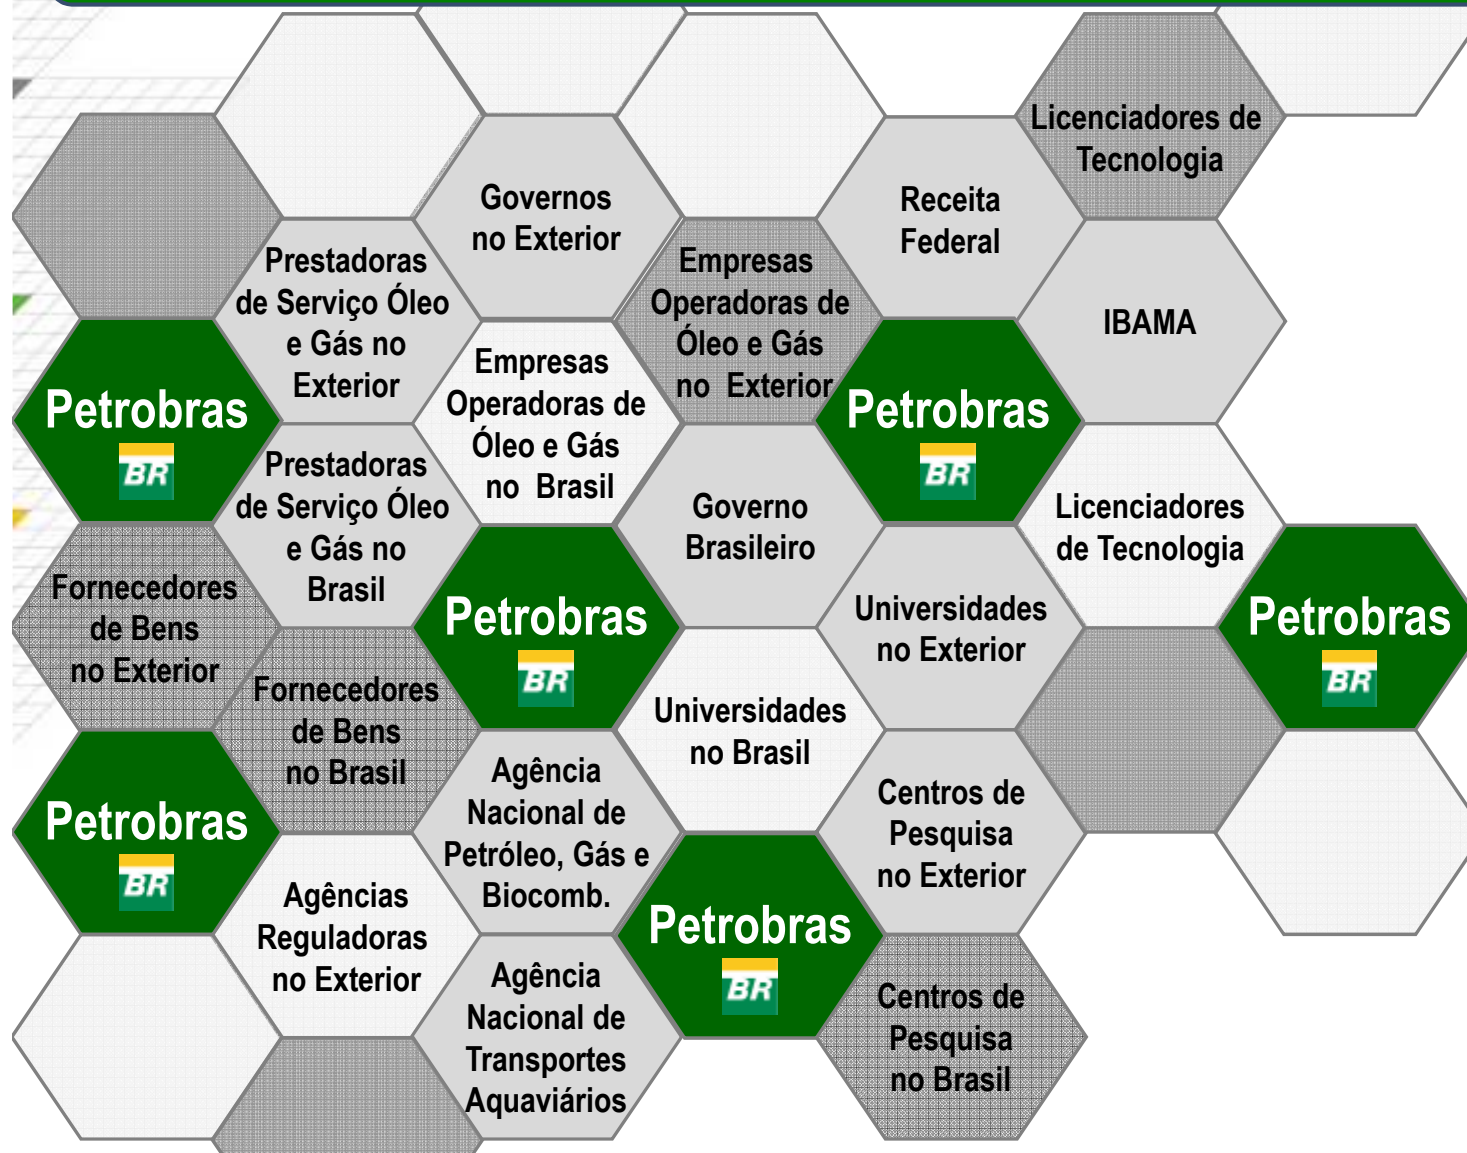 Licenciadores de
Tecnologia
Governos
no Exterior
Receita
Federal
Prestadoras
de Serviço Óleo
e Gás no
Exterior
Empresas
Operadoras de
Óleo e Gás
no Exterior
IBAMA
Petrobras
BR
Empresas
Operadoras de
Óleo e Gás
no Brasil
Petrobras
BR
Prestadoras
de Serviço Óleo
e Gás no
Brasil
Governo
Brasileiro
Licenciadores
de Tecnologia
Fornecedores
de Bens
no Exterior
Petrobras
BR
Universidades
no Exterior
Petrobras
BR
Fornecedores
de Bens
no Brasil
Universidades
no Brasil
Petrobras
BR
Agência
Nacional de
Petróleo, Gás e
Biocomb.
Centros de
Pesquisa
no Exterior
Agências
Reguladoras
no Exterior
Petrobras
BR
Agência
Nacional de
Transportes
Aquaviários
Centros de
Pesquisa
no Brasil